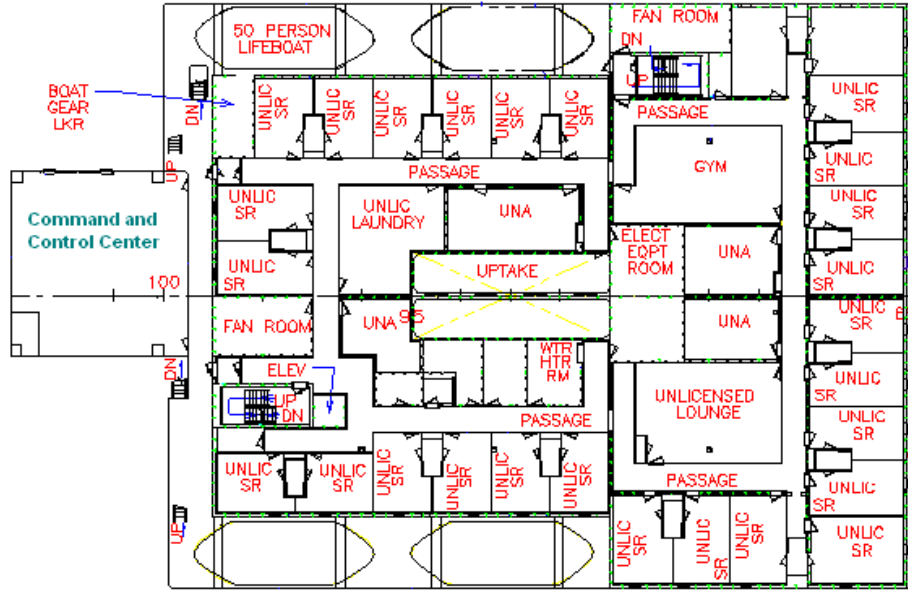 50 PERSON
LIFEBOAT
FAN ROOM
DN
UP
BOAT
GEAR
LKR
DN
UP
UNLIC
SR
UNLIC
SR
UNLIC
SR
UNLIC
SR
UNLIC
SR
UNLIC
SR
PASSAGE
UNLIC
SR
UNLIC
SR
UNLIC
SR
UNLIC
SR
PASSAGE
GYM
UNLIC
SR
UNLIC
SR
UNLIC
LAUNDRY
UNA
UPTAKE
ELECT
EQPT
ROOM
UNA
Command and
Control Center
100
FAN ROOM
UNA
95
UNA
WTR
HTR
RM
DN
ELEV
UP
DN
PASSAGE
UNLICENSED
LOUNGE
PASSAGE
UNLIC
SR
UNLIC
SR
UNLIC
SR
UNLIC
SR
UNLIC
SR
UNLIC
SR
UNLIC
SR
UNLIC
SR
UNLIC
SR
UNLIC
SR
UNLIC
SR
UNLIC
SR
UNLIC
SR
UNLIC
SR
UP